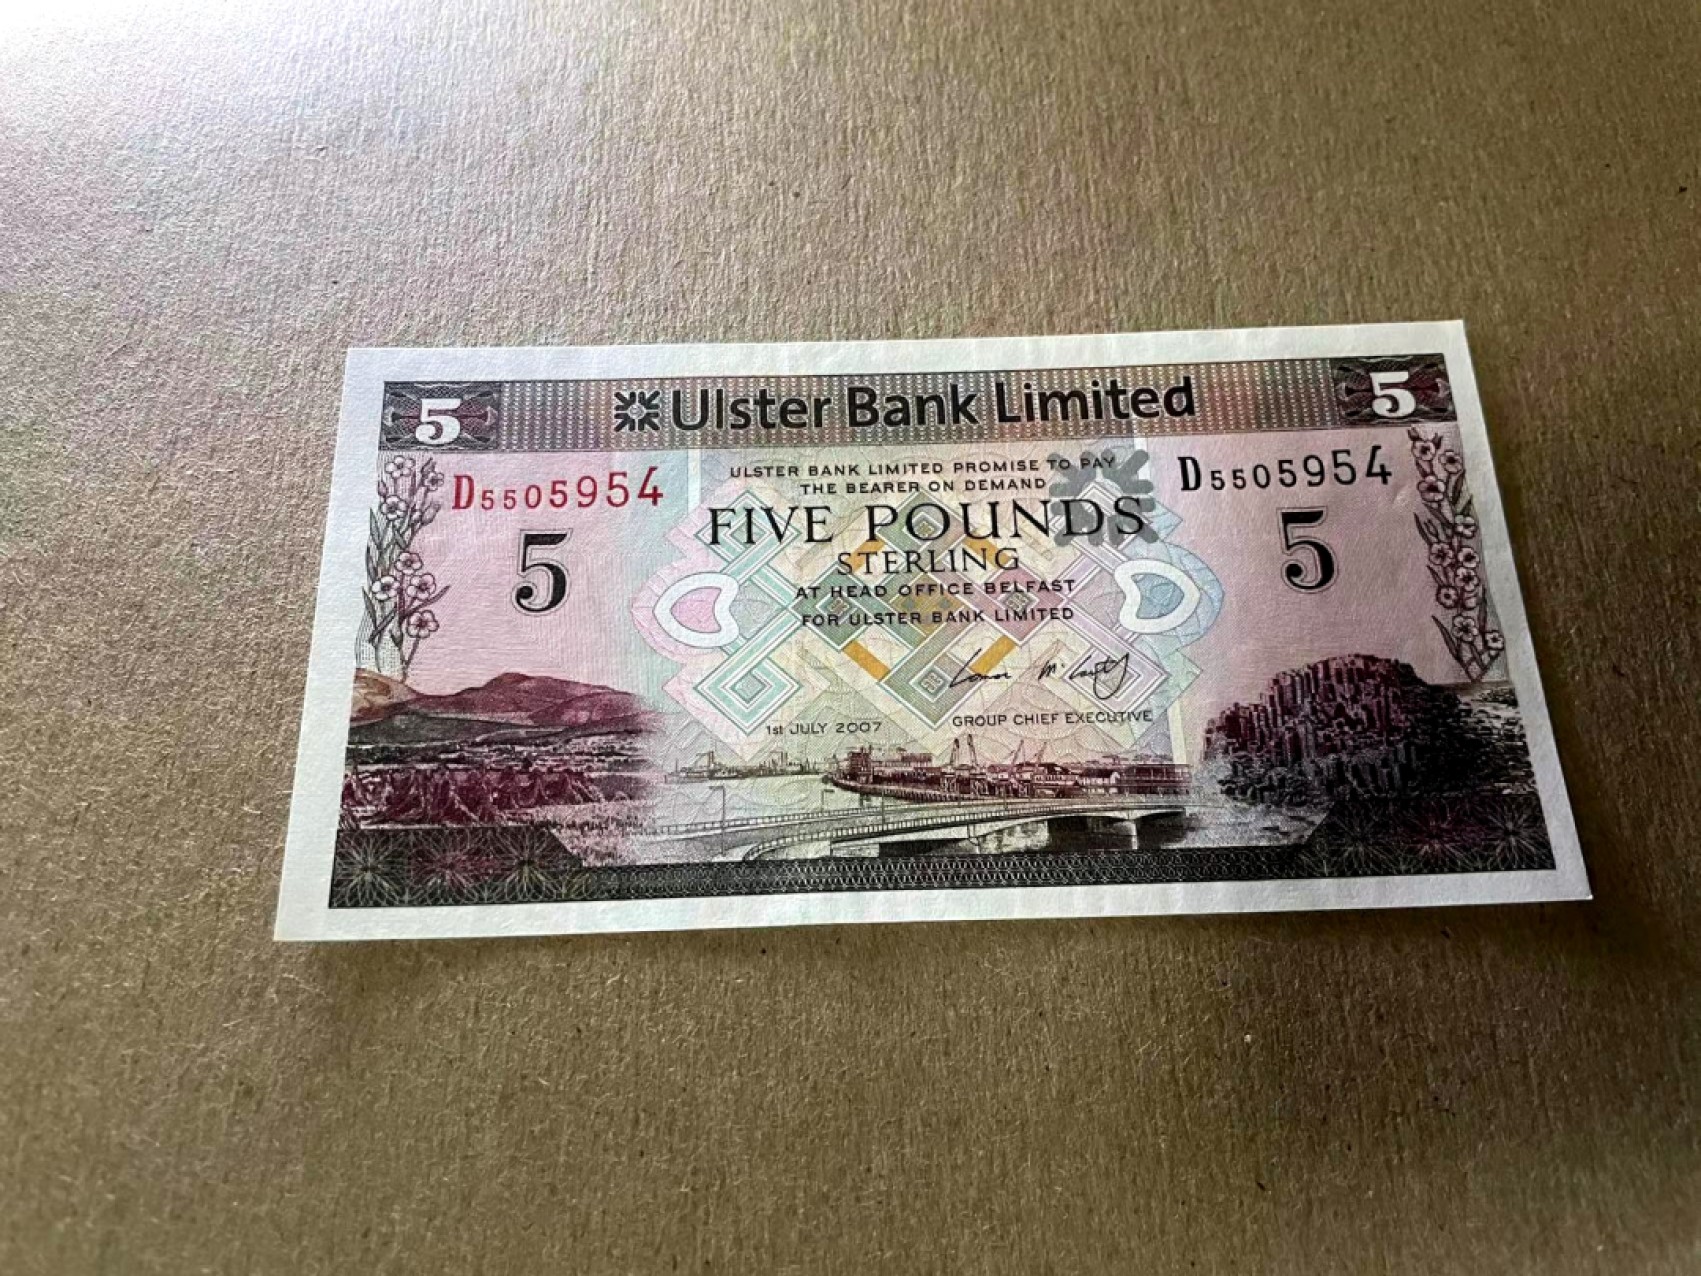 5 Ulster Bank Limited 5
D5505954
ULSTER BANK LIMITED PROMISE TO PAY
THE BEARER ON DEMAND
D5505954
5
FIVE POUNDS
5
STERLING
AT HEAD OFFICE BELFAST
FOR ULSTER BANK LIMITED
1st JULY 2007
GROUP CHIEF EXECUTIVE